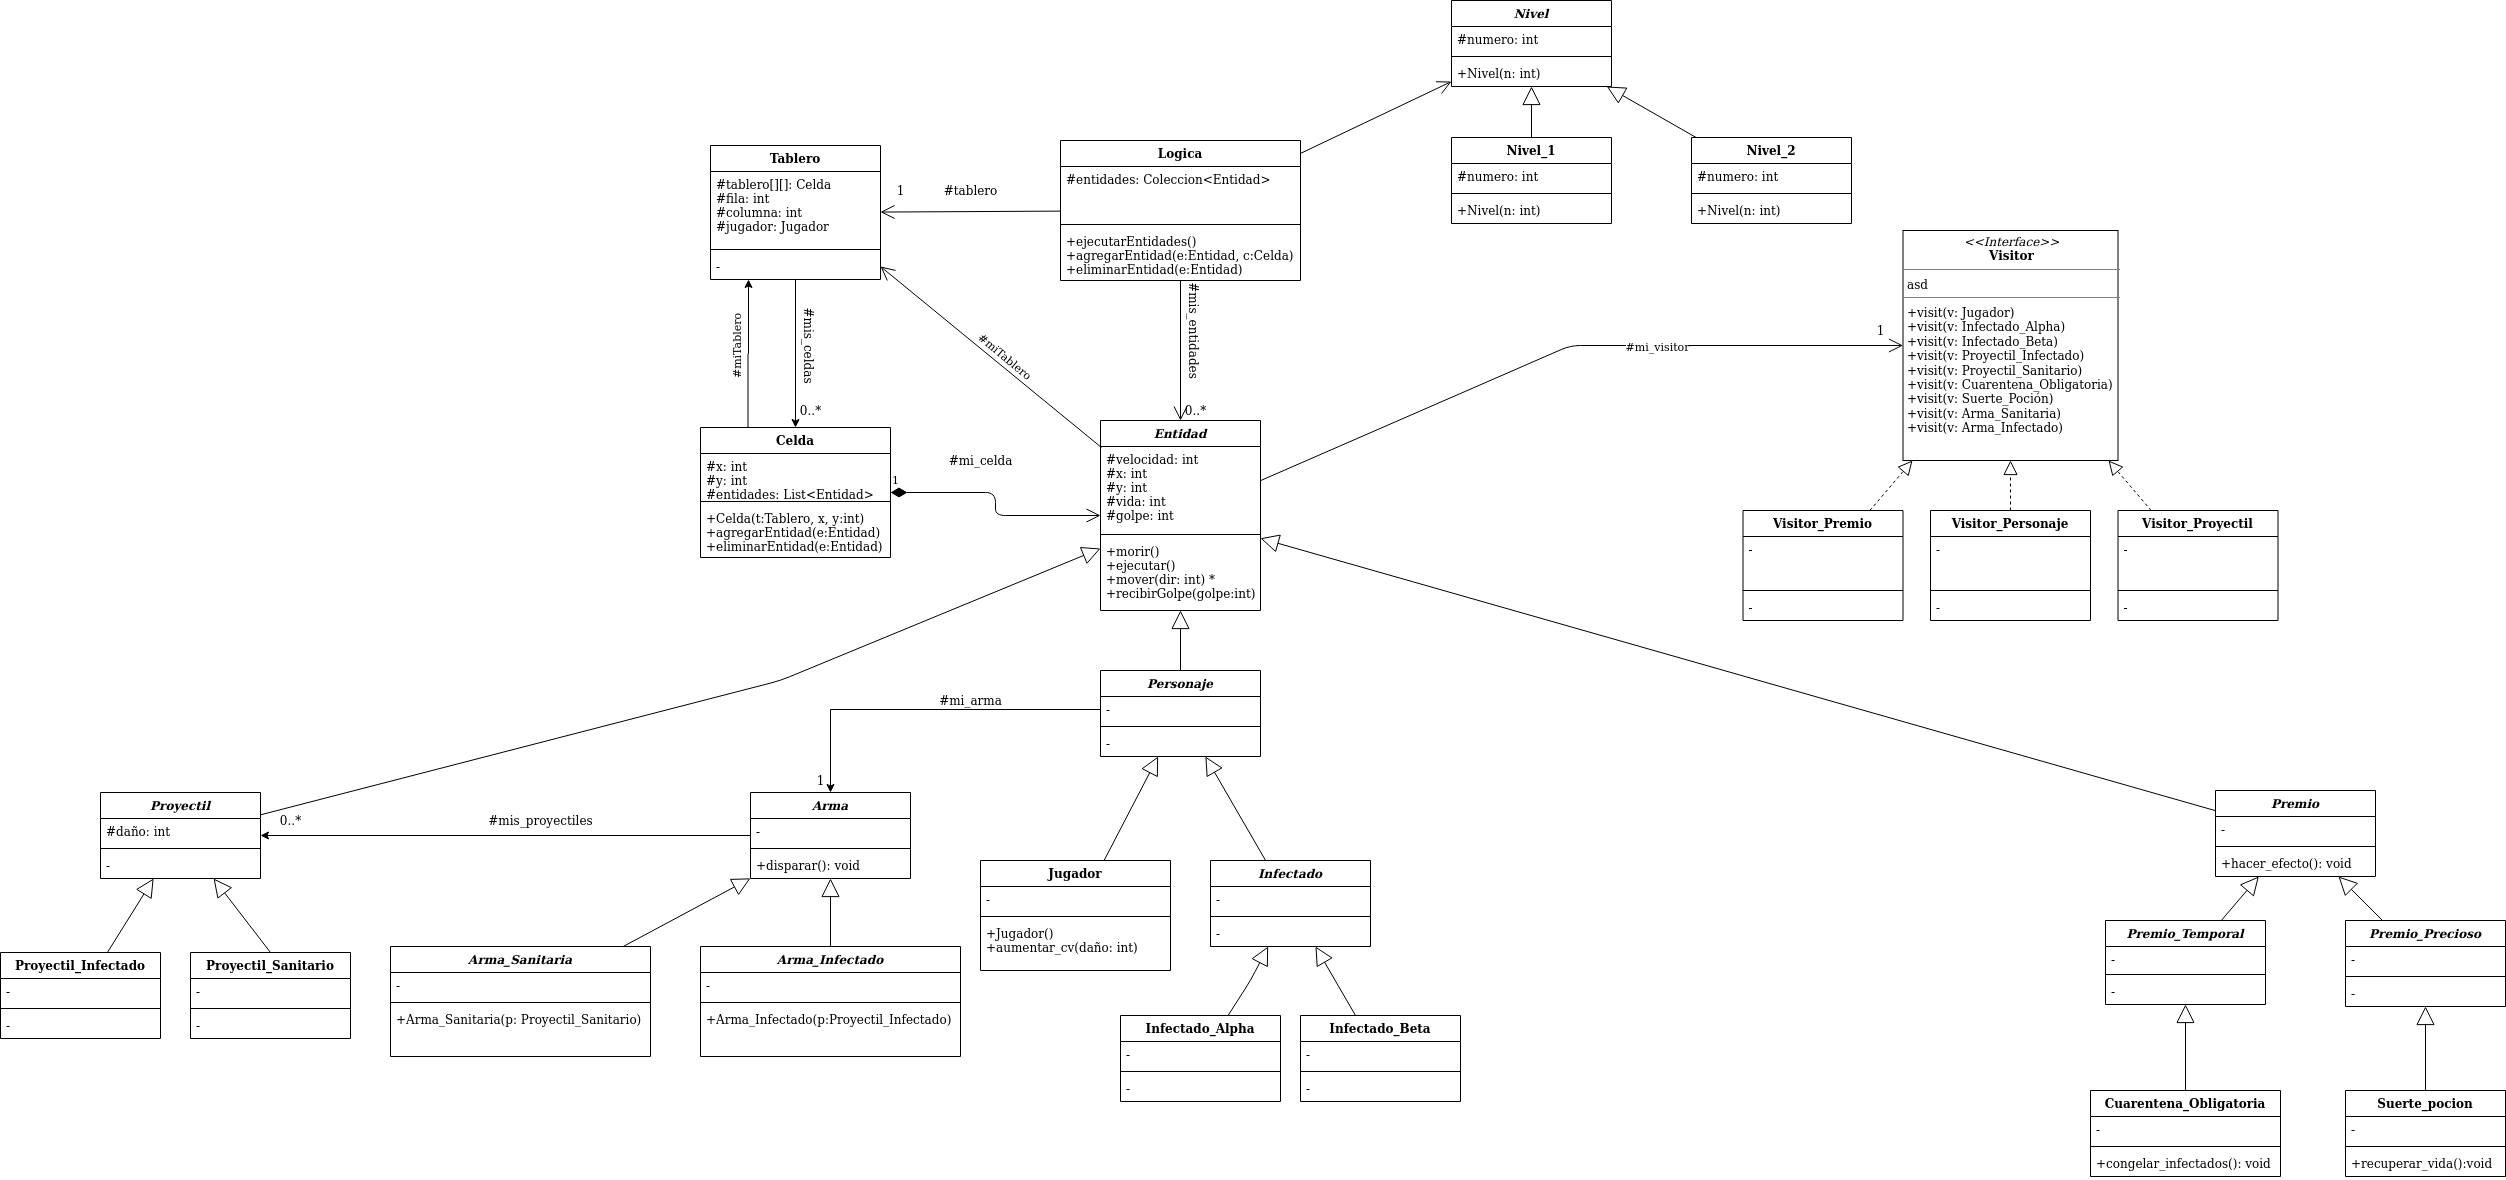 Nivel
#numero: int
+Nivel(n: int)
Nivel_1
#numero: int
+Nivel(n: int)
Nivel_2
#numero: int
+Nivel(n: int)
Tablero
#tablero[][]: Celda
#fila: int
#columna: int
#jugador: Jugador
-
1
#tablero
Logica
#entidades: Coleccion<Entidad>
+ejecutarEntidades()
+agregarEntidad(e:Entidad, c:Celda)
+eliminarEntidad(e:Entidad)
<<Interface>>
Visitor
asd
+visit(v: Jugador)
+visit(v: Infectado_Alpha)
+visit(v: Infectado_Beta)
+visit(v: Proyectil_Infectado)
+visit(v: Proyectil_Sanitario)
+visit(v: Cuarentena_Obligatoria)
+visit(v: Suerte_Poción)
+visit(v: Arma_Sanitaria)
+visit(v: Arma_Infectado)
#miTablero
#mis_celdas
0..*
#miTablero
#mis_entidades
0..*
#mi_visitor
1
Celda
#x: int
#y: int
#entidades: List<Entidad>
+Celda(t:Tablero, x, y:int)
+agregarEntidad(e:Entidad)
+eliminarEntidad(e:Entidad)
1
#mi_celda
Entidad
#velocidad: int
#x: int
#y: int
#vida: int
#golpe: int
+morir()
+ejecutar()
+mover(dir: int) *
+recibirGolpe(golpe:int)
Visitor_Premio
-
-
Visitor_Personaje
-
-
Visitor_Proyectil
-
-
Personaje
-
-
#mi_arma
1
Proyectil
#daño: int
-
0..*
#mis_proyectiles
Arma
-
+disparar(): void
Premio
-
+hacer_efecto(): void
Jugador
-
+Jugador()
+aumentar_cv(daño: int)
Infectado
-
-
Premio_Temporal
-
-
Premio_Precioso
-
-
Proyectil_Infectado
-
-
Proyectil_Sanitario
-
-
Arma_Sanitaria
-
+Arma_Sanitaria(p: Proyectil_Sanitario)
Arma_Infectado
-
+Arma_Infectado(p:Proyectil_Infectado)
Infectado_Alpha
-
-
Infectado_Beta
-
-
Cuarentena_Obligatoria
-
+congelar_infectados(): void
Suerte_pocion
-
+recuperar_vida():void